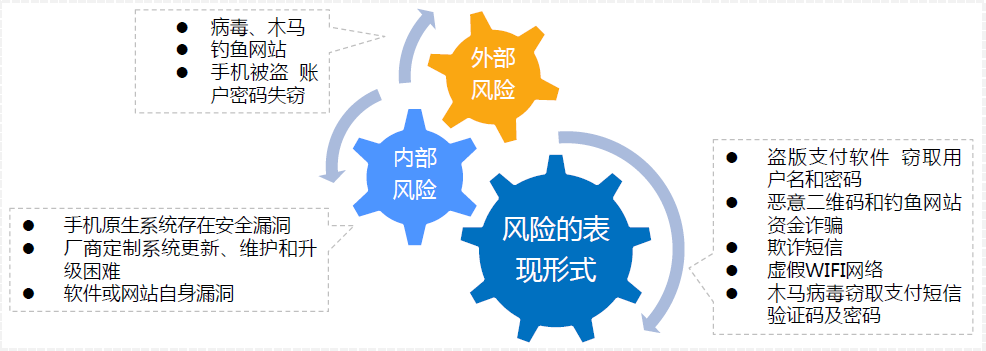 ● 病毒、木马
● 钓鱼网站
● 手机被盗 账
户密码失窃
外部
风险
内部
风险
● 手机原生系统存在安全漏洞
● 厂商定制系统更新、维护和升
级困难
● 软件或网站自身漏洞
风险的表
现形式
● 盗版支付软件 窃取用
户名和密码
● 恶意二维码和钓鱼网站
资金诈骗
● 欺诈短信
● 虚假WIFI网络
● 木马病毒窃取支付短信
验证码及密码